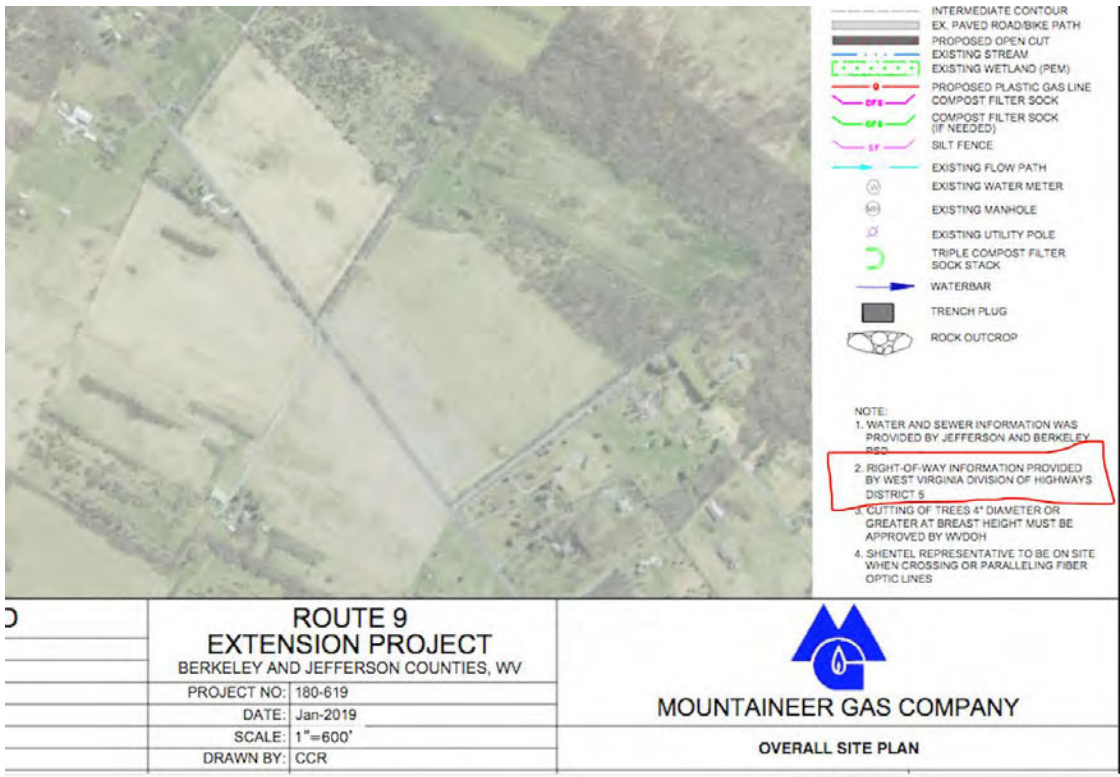 INTERMEDIATE CONTOUR
EX. PAVED ROAD/BIKE PATH
PROPOSED OPEN CUT
EXISTING STREAM
EXISTING WETLAND (PEM)
G
PROPOSED PLASTIC GAS LINE
CFS
COMPOST FILTER SOCK
CFS
COMPOST FILTER SOCK
(IF NEEDED)
SF
SILT FENCE
EXISTING FLOW PATH
W
EXISTING WATER METER
MH
EXISTING MANHOLE
EXISTING UTILITY POLE
TRIPLE COMPOST FILTER
SOCK STACK
WATERBAR
TRENCH PLUG
ROCK OUTCROP
NOTE:
1. WATER AND SEWER INFORMATION WAS
PROVIDED BY JEFFERSON AND BERKELEY
PSD
2. RIGHT-OF-WAY INFORMATION PROVIDED
BY WEST VIRGINIA DIVISION OF HIGHWAYS
DISTRICT 5
3. CUTTING OF TREES 4" DIAMETER OR
GREATER AT BREAST HEIGHT MUST BE
APPROVED BY WVDOH
4. SHENTEL REPRESENTATIVE TO BE ON SITE
WHEN CROSSING OR PARALLELING FIBER
OPTIC LINES
ROUTE 9
EXTENSION PROJECT
BERKELEY AND JEFFERSON COUNTIES, WV
PROJECT NO: 180-619
DATE: Jan-2019
SCALE: 1"=600'
DRAWN BY: CCR
MOUNTAINEER GAS COMPANY
OVERALL SITE PLAN